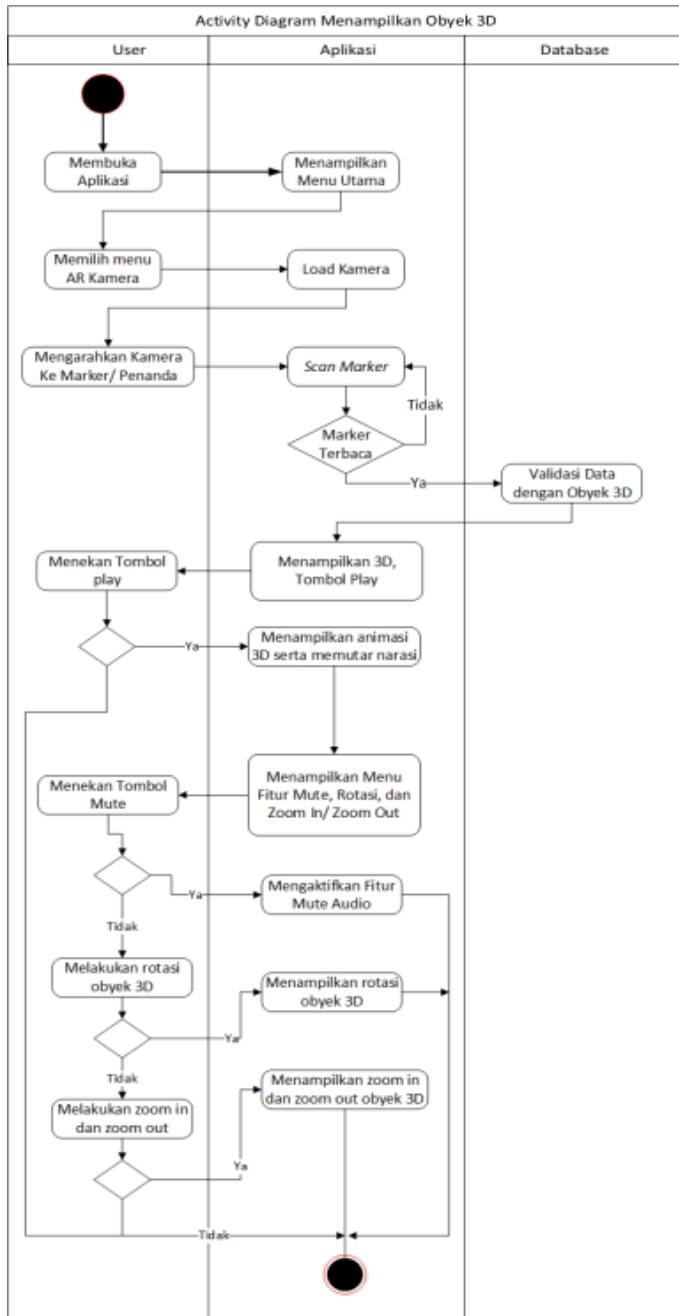 Activity Diagram Menampilkan Obyek 3D
User
Aplikasi
Database
Membuka
Aplikasi
Menampilkan
Menu Utama
Memilih menu
AR Kamera
Load Kamera
Mengarahkan Kamera
Ke Marker/ Penanda
Scan Marker
Tidak
Marker
Terbaca
Ya
Validasi Data
dengan Obyek 3D
Menekan Tombol
play
Menampilkan 3D,
Tombol Play
Ya
Menampilkan animasi
3D serta memutar narasi
Menekan Tombol
Mute
Menampilkan Menu
Fitur Mute, Rotasi, dan
Zoom In/ Zoom Out
Ya
Mengaktifkan Fitur
Mute Audio
Tidak
Melakukan rotasi
obyek 3D
Menampilkan rotasi
obyek 3D
Ya
Tidak
Melakukan zoom in
dan zoom out
Menampilkan zoom in
dan zoom out obyek 3D
Ya
Tidak